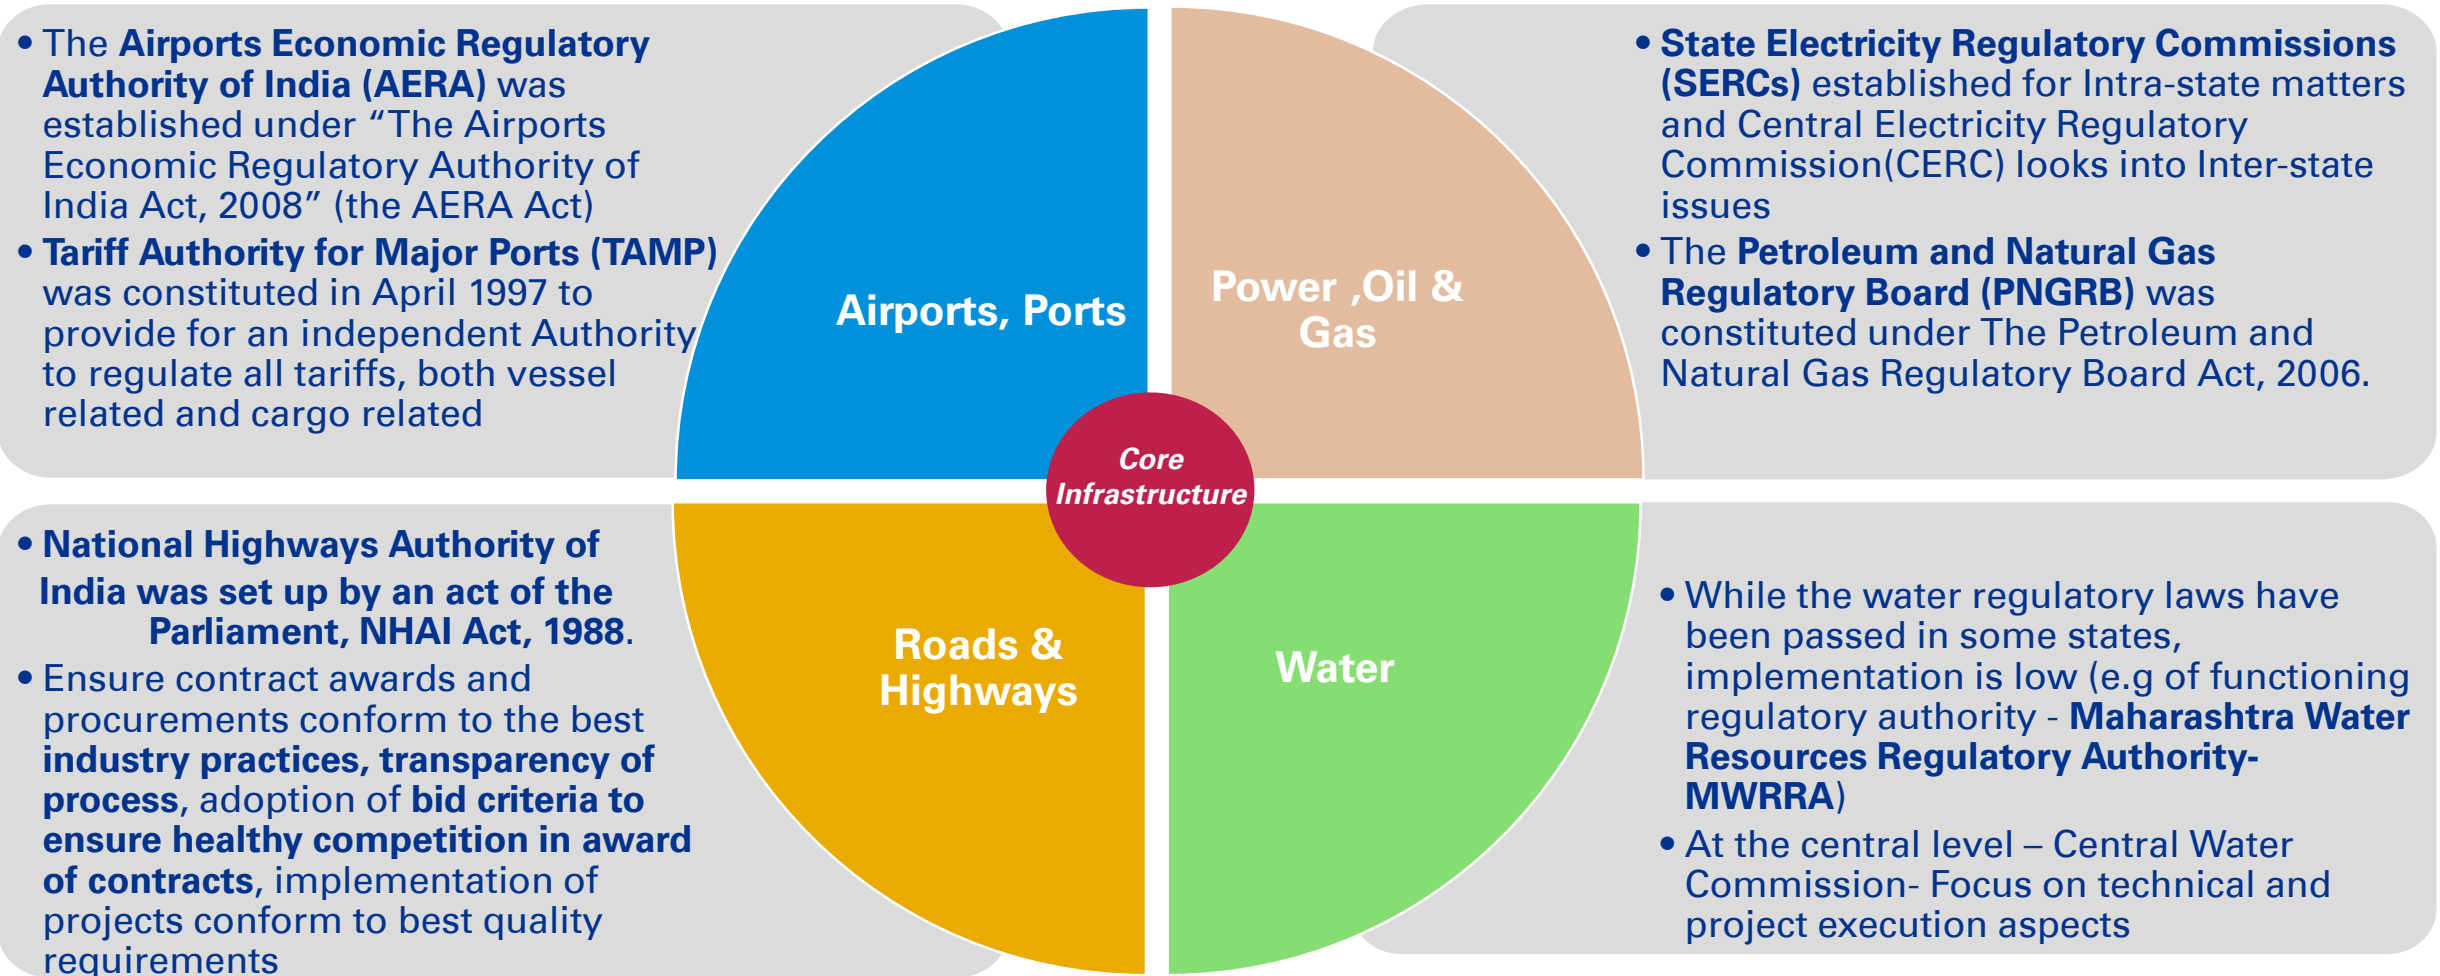 • The Airports Economic Regulatory
Authority of India (AERA) was
established under “The Airports
Economic Regulatory Authority of
India Act, 2008” (the AERA Act)
• Tariff Authority for Major Ports (TAMP)
was constituted in April 1997 to
provide for an independent Authority
to regulate all tariffs, both vessel
related and cargo related
Airports, Ports
Power ,Oil &
Gas
• State Electricity Regulatory Commissions
(SERCs) established for Intra-state matters
and Central Electricity Regulatory
Commission(CERC) looks into Inter-state
issues
• The Petroleum and Natural Gas
Regulatory Board (PNGRB) was
constituted under The Petroleum and
Natural Gas Regulatory Board Act, 2006.
Core
Infrastructure
• National Highways Authority of
India was set up by an act of the
Parliament, NHAI Act, 1988.
• Ensure contract awards and
procurements conform to the best
industry practices, transparency of
process, adoption of bid criteria to
ensure healthy competition in award
of contracts, implementation of
projects conform to best quality
requirements
Roads &
Highways
Water
• While the water regulatory laws have
been passed in some states,
implementation is low (e.g of functioning
regulatory authority - Maharashtra Water
Resources Regulatory Authority-
MWRRA)
• At the central level – Central Water
Commission- Focus on technical and
project execution aspects